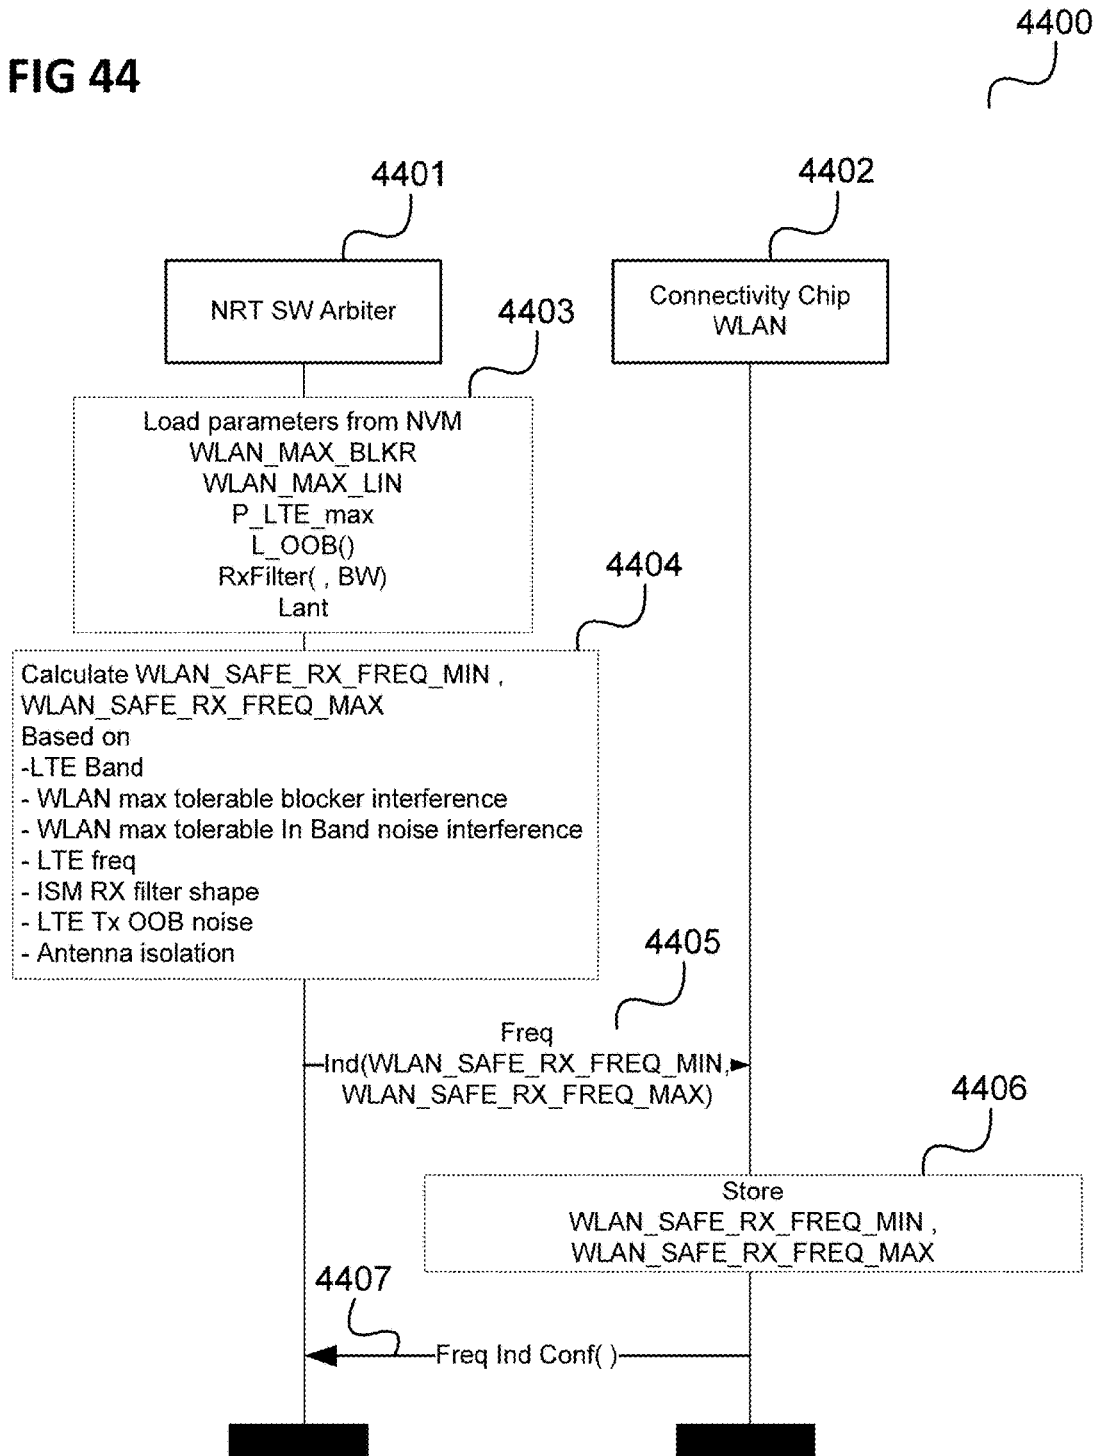 4400
FIG 44
4401
4402
NRT SW Arbiter
Connectivity Chip
WLAN
4403
Load parameters from NVM
WLAN_MAX_BLKR
WLAN_MAX_LIN
P_LTE_max
L_OOB()
RxFilter( , BW)
Lant
4404
Calculate WLAN_SAFE_RX_FREQ_MIN ,
WLAN_SAFE_RX_FREQ_MAX
Based on
-LTE Band
- WLAN max tolerable blocker interference
- WLAN max tolerable In Band noise interference
- LTE freq
- ISM RX filter shape
- LTE Tx OOB noise
- Antenna isolation
4405
Freq
Ind(WLAN_SAFE_RX_FREQ_MIN,
WLAN_SAFE_RX_FREQ_MAX)
4406
Store
WLAN_SAFE_RX_FREQ_MIN ,
WLAN_SAFE_RX_FREQ_MAX
4407
Freq Ind Conf( )